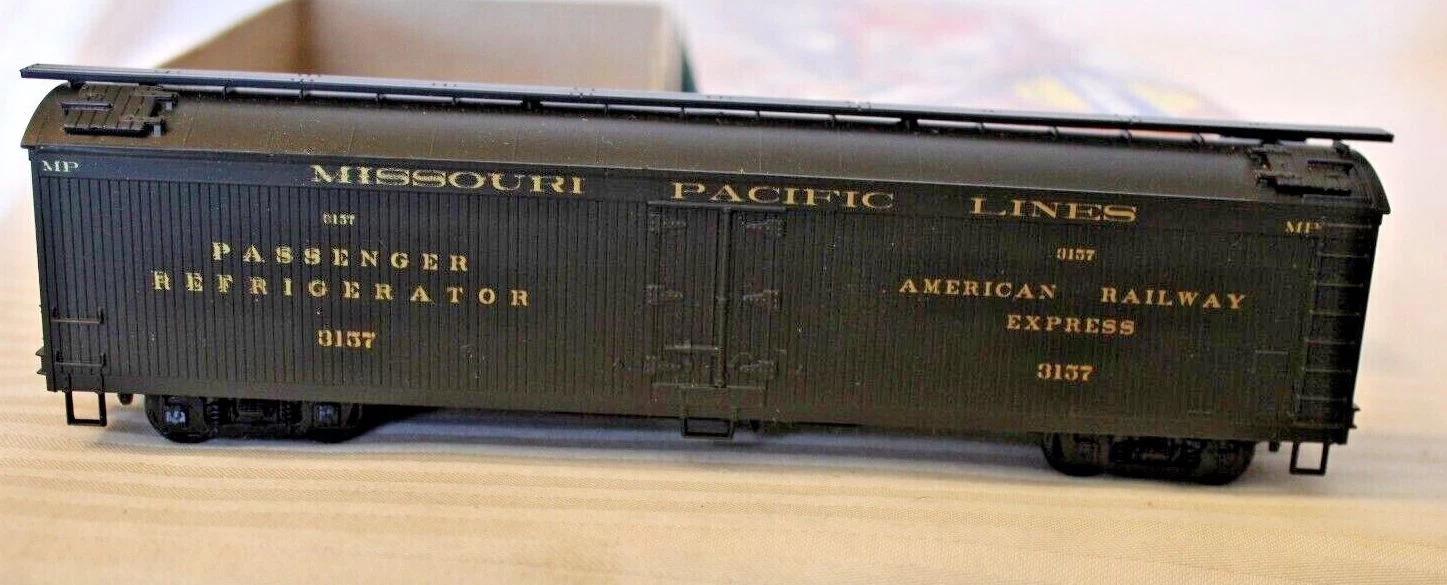 MP
MISSOURI PACIFIC LINES
MP
3157
PASSENGER
REFRIGERATOR
3157
3157
AMERICAN RAILWAY
EXPRESS
3157